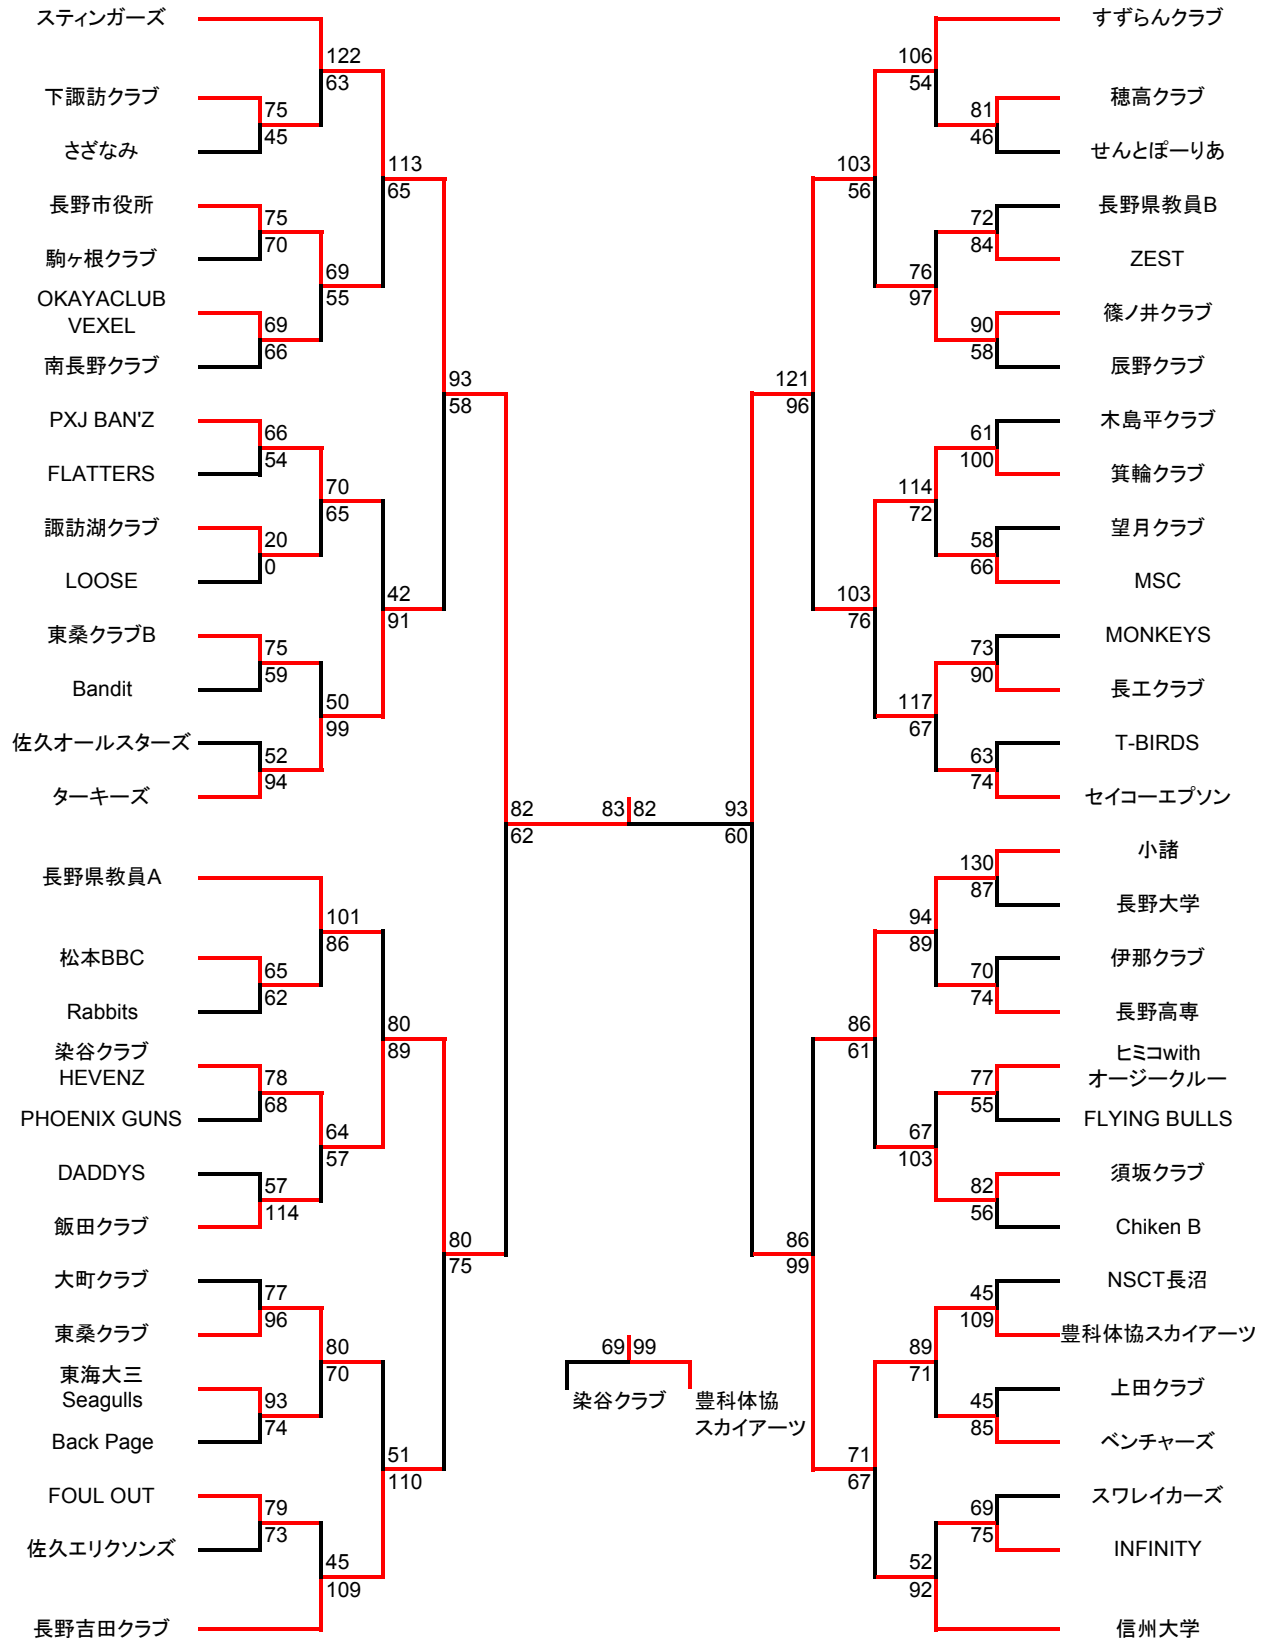 スティンガーズ
122
63
下諏訪クラブ
75
45
さざなみ
113
65
長野市役所
75
70
駒ヶ根クラブ
69
55
OKAYACLUB
VEXEL
69
66
南長野クラブ
93
58
PXJ BAN'Z
66
54
FLATTERS
70
65
諏訪湖クラブ
20
0
LOOSE
42
91
東桑クラブB
75
59
Bandit
50
99
佐久オールスターズ
52
94
ターキーズ
82
62
83 82
長野県教員A
101
86
松本BBC
65
62
Rabbits
80
89
染谷クラブ
HEVENZ
78
68
PHOENIX GUNS
64
57
DADDYS
57
114
飯田クラブ
80
75
大町クラブ
77
96
東桑クラブ
80
70
東海大三
Seagulls
93
74
Back Page
51
110
FOUL OUT
79
73
佐久エリクソンズ
45
109
長野吉田クラブ
69 99
染谷クラブ
豊科体協
スカイアーツ
すずらんクラブ
106
54
穂高クラブ
81
46
せんとぽーりあ
103
56
長野県教員B
72
84
ZEST
76
97
篠ノ井クラブ
90
58
辰野クラブ
121
96
木島平クラブ
61
100
箕輪クラブ
114
72
望月クラブ
58
66
MSC
103
76
MONKEYS
73
90
長工クラブ
117
67
T-BIRDS
63
74
セイコーエプソン
93
60
小諸
130
87
長野大学
94
89
伊那クラブ
70
74
長野高専
86
61
ヒミコwith
オージークルー
77
55
FLYING BULLS
67
103
須坂クラブ
82
56
Chiken B
86
99
NSCT長沼
45
109
豊科体協スカイアーツ
89
71
上田クラブ
45
85
ベンチャーズ
71
67
スワレイカーズ
69
75
INFINITY
52
92
信州大学